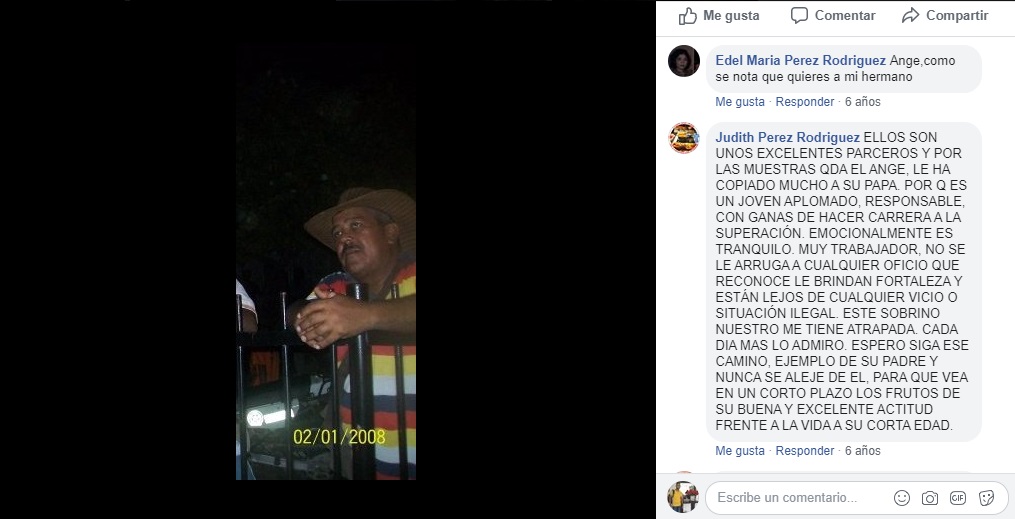 02/01/2008
Me gusta Comentar Compartir
Edel Maria Perez Rodriguez Ange,como
se nota que quieres a mi hermano
Me gusta · Responder · 6 años
Judith Perez Rodriguez ELLOS SON
UNOS EXCELENTES PARCEROS Y POR
LAS MUESTRAS QDA EL ANGE, LE HA
COPIADO MUCHO A SU PAPA. POR Q ES
UN JOVEN APLOMADO, RESPONSABLE,
CON GANAS DE HACER CARRERA A LA
SUPERACIÓN. EMOCIONALMENTE ES
TRANQUILO. MUY TRABAJADOR, NO SE
LE ARRUGA A CUALQUIER OFICIO QUE
RECONOCE LE BRINDAN FORTALEZA Y
ESTÁN LEJOS DE CUALQUIER VICIO O
SITUACIÓN ILEGAL. ESTE SOBRINO
NUESTRO ME TIENE ATRAPADA. CADA
DIA MAS LO ADMIRO. ESPERO SIGA ESE
CAMINO, EJEMPLO DE SU PADRE Y
NUNCA SE ALEJE DE EL, PARA QUE VEA
EN UN CORTO PLAZO LOS FRUTOS DE
SU BUENA Y EXCELENTE ACTITUD
FRENTE A LA VIDA A SU CORTA EDAD.
Me gusta · Responder · 6 años
Escribe un comentario...
GIF